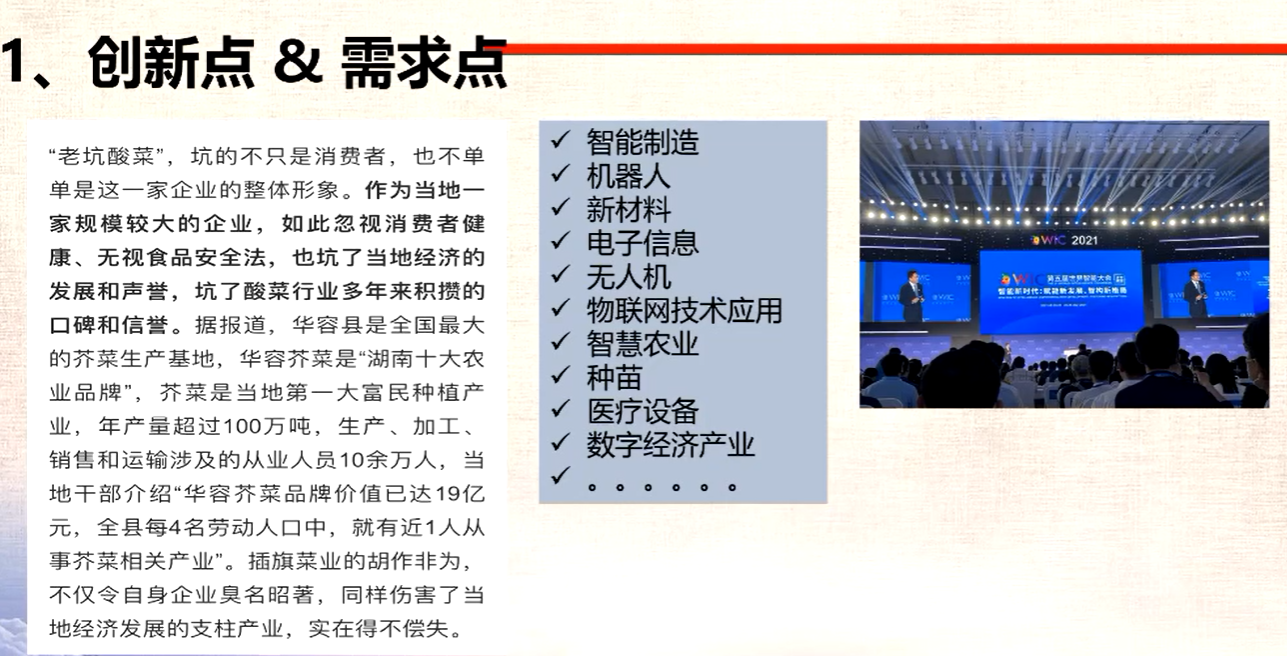 1、创新点 & 需求点
“老坑酸菜”，坑的不只是消费者，也不单
单是这一家企业的整体形象。作为当地一
家规模较大的企业，如此忽视消费者健
康、无视食品安全法，也坑了当地经济的
发展和声誉，坑了酸菜行业多年来积攒的
口碑和信誉。据报道，华容县是全国最大
的芥菜生产基地，华容芥菜是“湖南十大农
业品牌”，芥菜是当地第一大富民种植产
业，年产量超过100万吨，生产、加工、
销售和运输涉及的从业人员10余万人，当
地干部介绍“华容芥菜品牌价值已达19亿
元，全县每4名劳动人口中，就有近1人从
事芥菜相关产业”。插旗菜业的胡作非为，
不仅令自身企业臭名昭著，同样伤害了当
地经济发展的支柱产业，实在得不偿失。
✓ 智能制造
✓ 机器人
✓ 新材料
✓ 电子信息
✓ 无人机
✓ 物联网技术应用
✓ 智慧农业
✓ 种苗
✓ 医疗设备
✓ 数字经济产业
✓ 。。。。。。
WIC 2021
WIC 第五届世界智能大会
智能新时代：赋能新发展、智构新格局